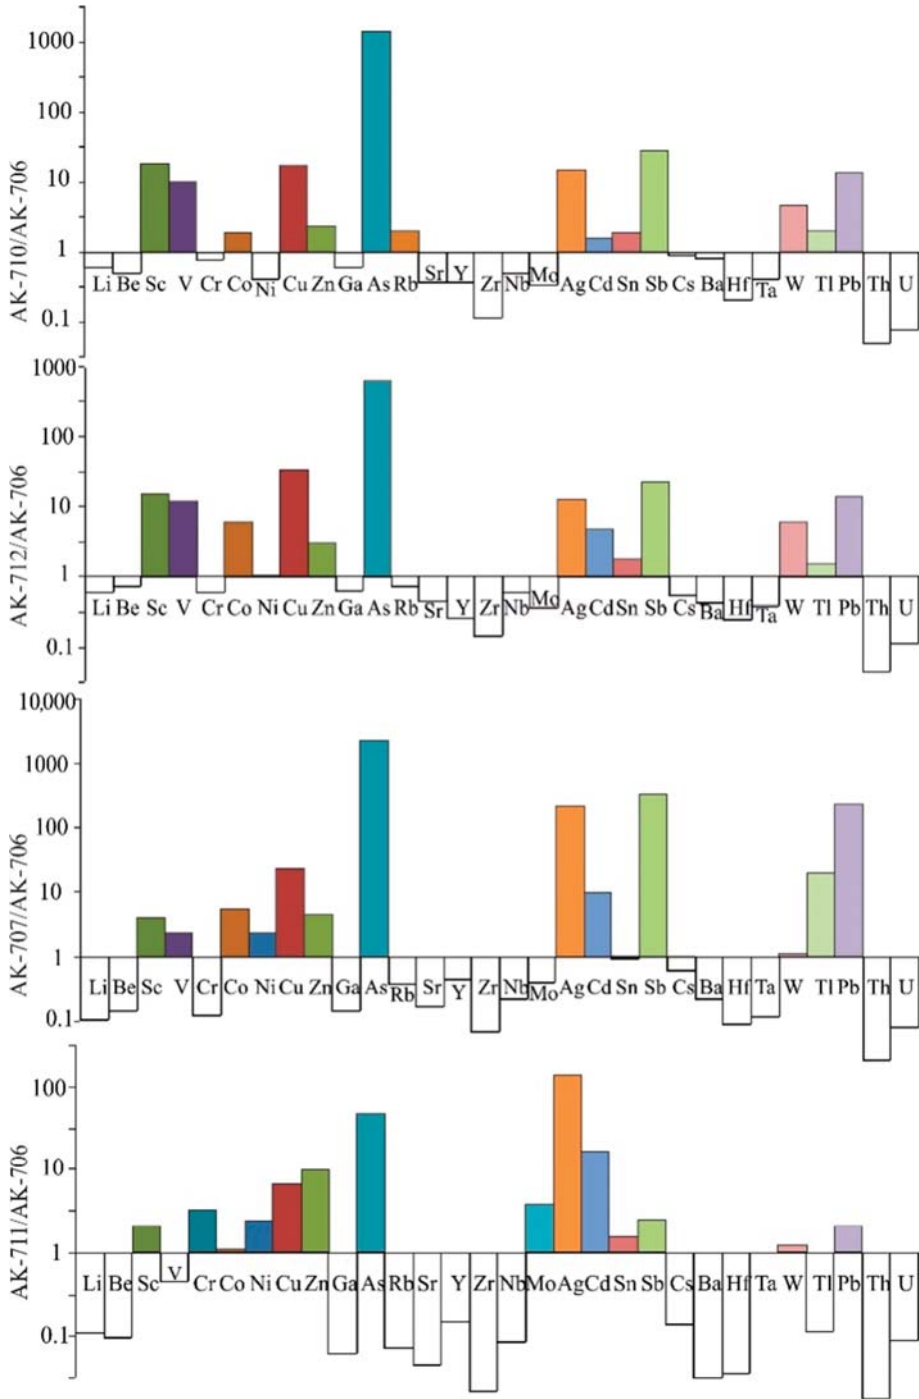 AK-710/AK-706
1000
100
10
1
0.1
Li Be Sc V Cr Co Ni Cu Zn Ga As Rb Sr Y Zr Nb Mo Ag Cd Sn Sb Cs Ba Hf Ta W Tl Pb Th U
AK-712/AK-706
1000
100
10
1
0.1
Li Be Sc V Cr Co Ni Cu Zn Ga As Rb Sr Y Zr Nb Mo Ag Cd Sn Sb Cs Ba Hf Ta W Tl Pb Th U
AK-707/AK-706
10,000
1000
100
10
1
0.1
Li Be Sc V Cr Co Ni Cu Zn Ga As Rb Sr Y Zr Nb Mo Ag Cd Sn Sb Cs Ba Hf Ta W Tl Pb Th U
AK-711/AK-706
100
10
1
0.1
Li Be Sc V Cr Co Ni Cu Zn Ga As Rb Sr Y Zr Nb Mo Ag Cd Sn Sb Cs Ba Hf Ta W Tl Pb Th U